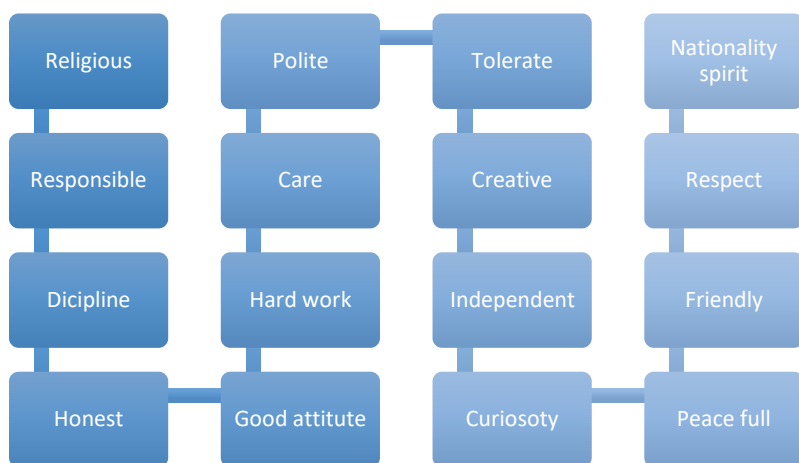 Religious
Responsible
Dicipline
Honest
Good attitute
Hard work
Care
Polite
Tolerate
Creative
Independent
Curiosoty
Peace full
Friendly
Respect
Nationality
spirit